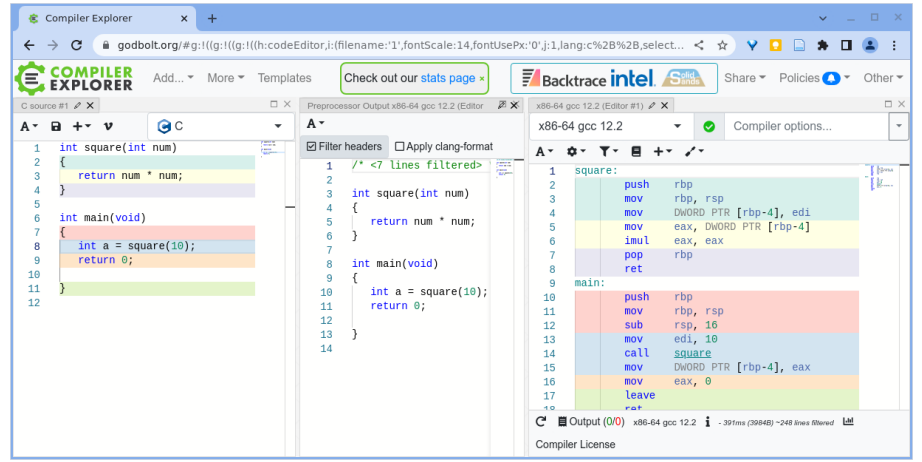 Compiler Explorer × +
godbolt.org/#g:!((g:!((g:!((h:codeEditor,i:(filename:'1',fontScale:14,fontUsePx:'0',j:1,lang:c%2B%2B,select...
COMPILER EXPLORER Add... More Templates Check out our stats page × Backtrace intel. Solid Sands Share Policies Other
C source #1 ×
A + v C
1 int square(int num)
2 {
3 return num * num;
4 }
5
6 int main(void)
7 {
8 int a = square(10);
9 return 0;
10
11 }
12
Preprocessor Output x86-64 gcc 12.2 (Editor ×
A
Filter headers Apply clang-format
1 /* <7 lines filtered>
2
3 int square(int num)
4 {
5 return num * num;
6 }
7
8 int main(void)
9 {
10 int a = square(10);
11 return 0;
12
13 }
14
x86-64 gcc 12.2 (Editor #1) ×
x86-64 gcc 12.2 Compiler options...
A +
1 square:
2 push rbp
3 mov rbp, rsp
4 mov DWORD PTR [rbp-4], edi
5 mov eax, DWORD PTR [rbp-4]
6 imul eax, eax
7 pop rbp
8 ret
9 main:
10 push rbp
11 mov rbp, rsp
12 sub rsp, 16
13 mov edi, 10
14 call square
15 mov DWORD PTR [rbp-4], eax
16 mov eax, 0
17 leave
18 ret
Output (0/0) x86-64 gcc 12.2 i - 391ms (3984B) ~248 lines filtered
Compiler License